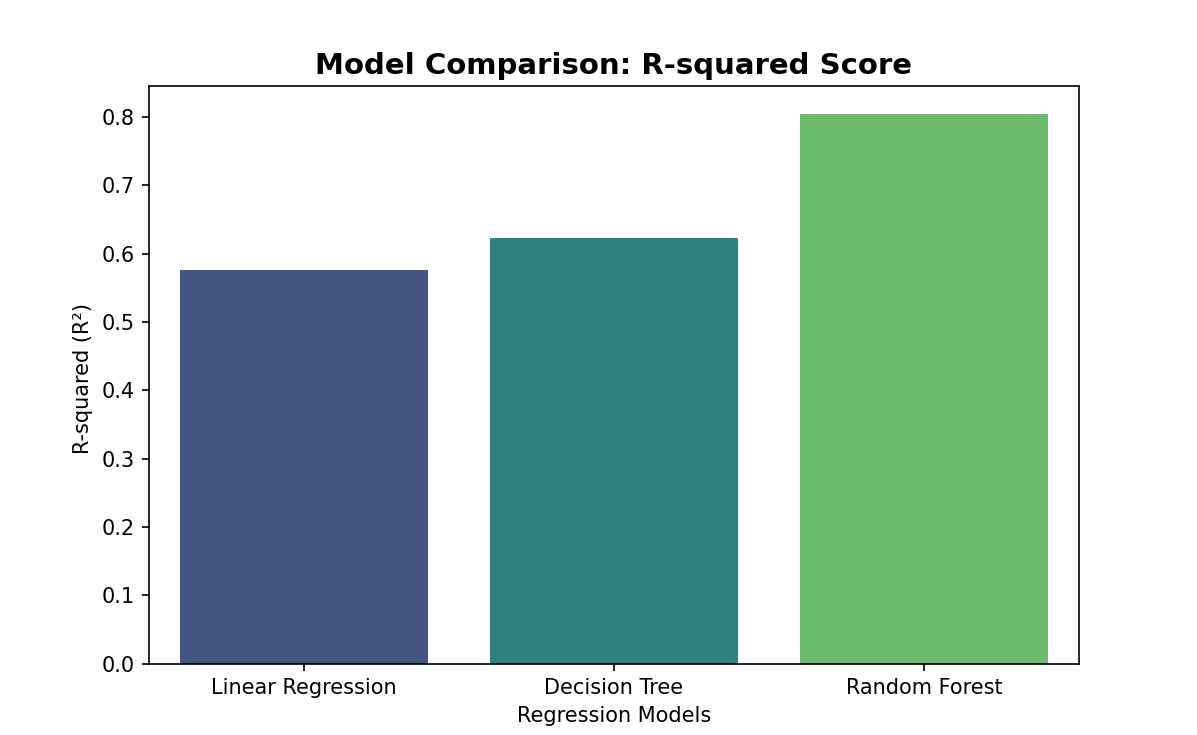 Model Comparison: R-squared Score
R-squared (R²)
0.8
0.7
0.6
0.5
0.4
0.3
0.2
0.1
0.0
Linear Regression
Decision Tree
Random Forest
Regression Models